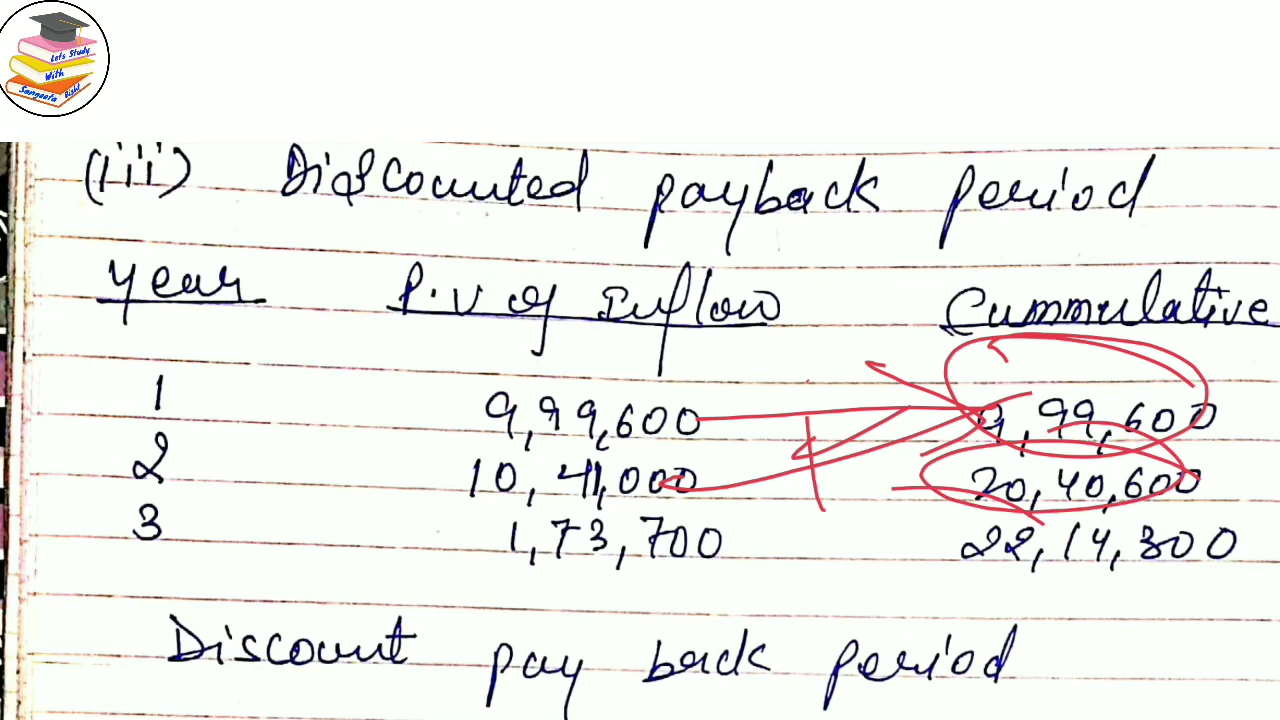 Lets Study
With
Sangeeta Bisht
(iii) Discounted payback period
Year P.V of Inflow Cummulative
1 9,99,600 9,99,600
2 10,41,000 20,40,600
3 1,73,700 22,14,300
Discount pay back period